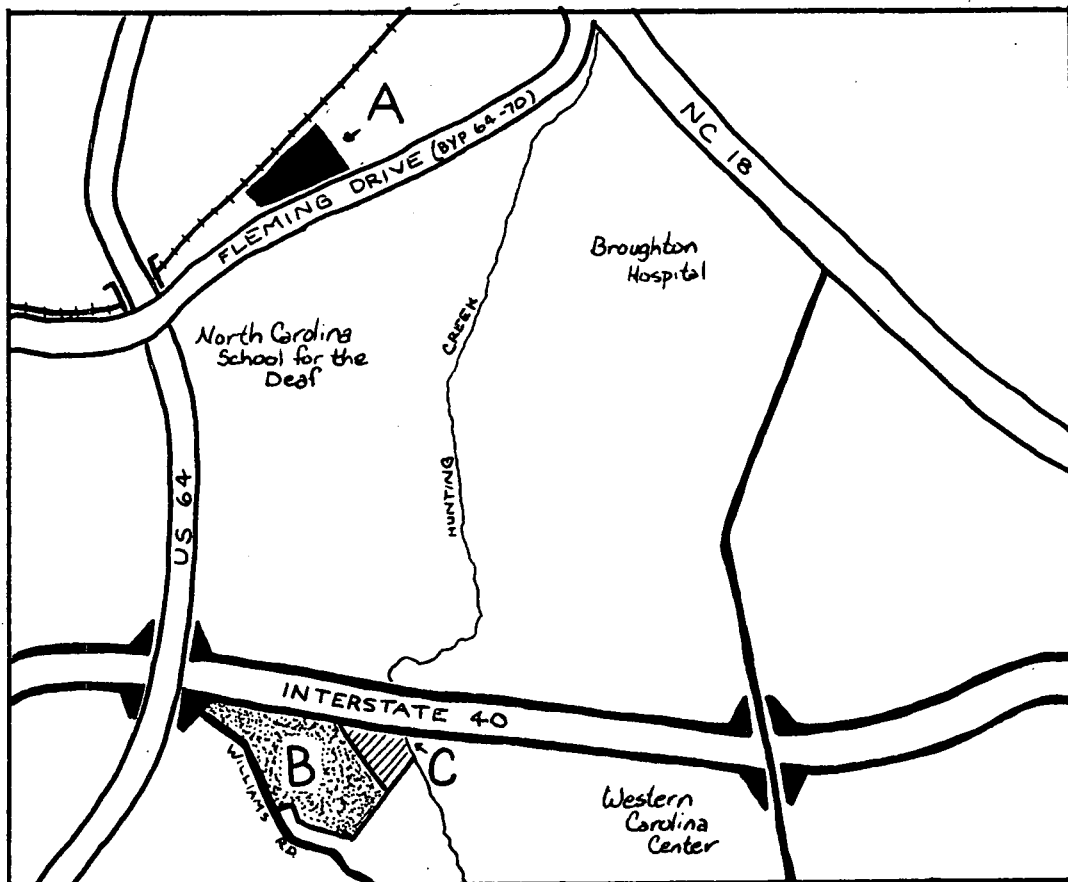 A
FLEMING DRIVE (BYP 64-70)
NC 18
Broughton
Hospital
North Carolina
School for the
Deaf
HUNTING CREEK
US 64
INTERSTATE 40
B
C
WILLIAMS RD.
Western
Carolina
Center